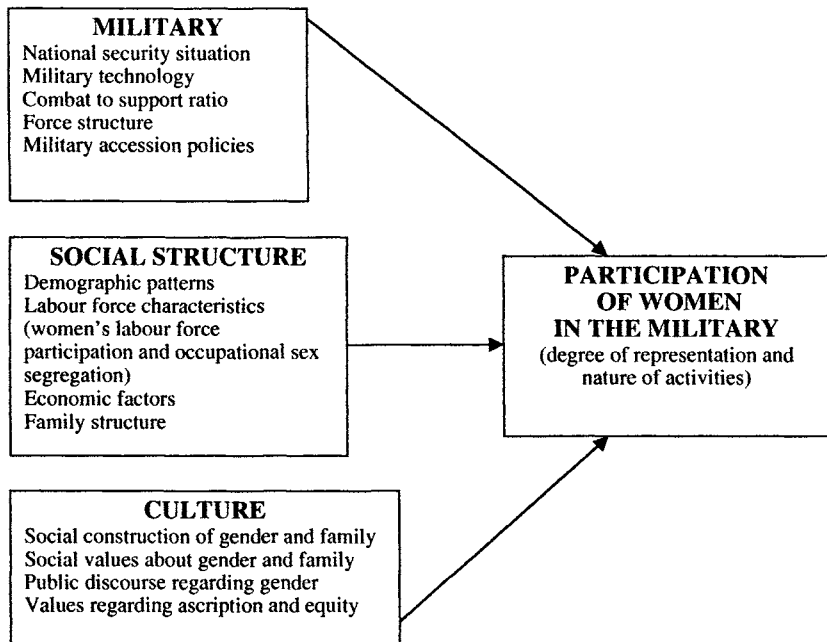 MILITARY
National security situation
Military technology
Combat to support ratio
Force structure
Military accession policies
SOCIAL STRUCTURE
Demographic patterns
Labour force characteristics
(women's labour force
participation and occupational sex
segregation)
Economic factors
Family structure
CULTURE
Social construction of gender and family
Social values about gender and family
Public discourse regarding gender
Values regarding ascription and equity
PARTICIPATION
OF WOMEN
IN THE MILITARY
(degree of representation and
nature of activities)